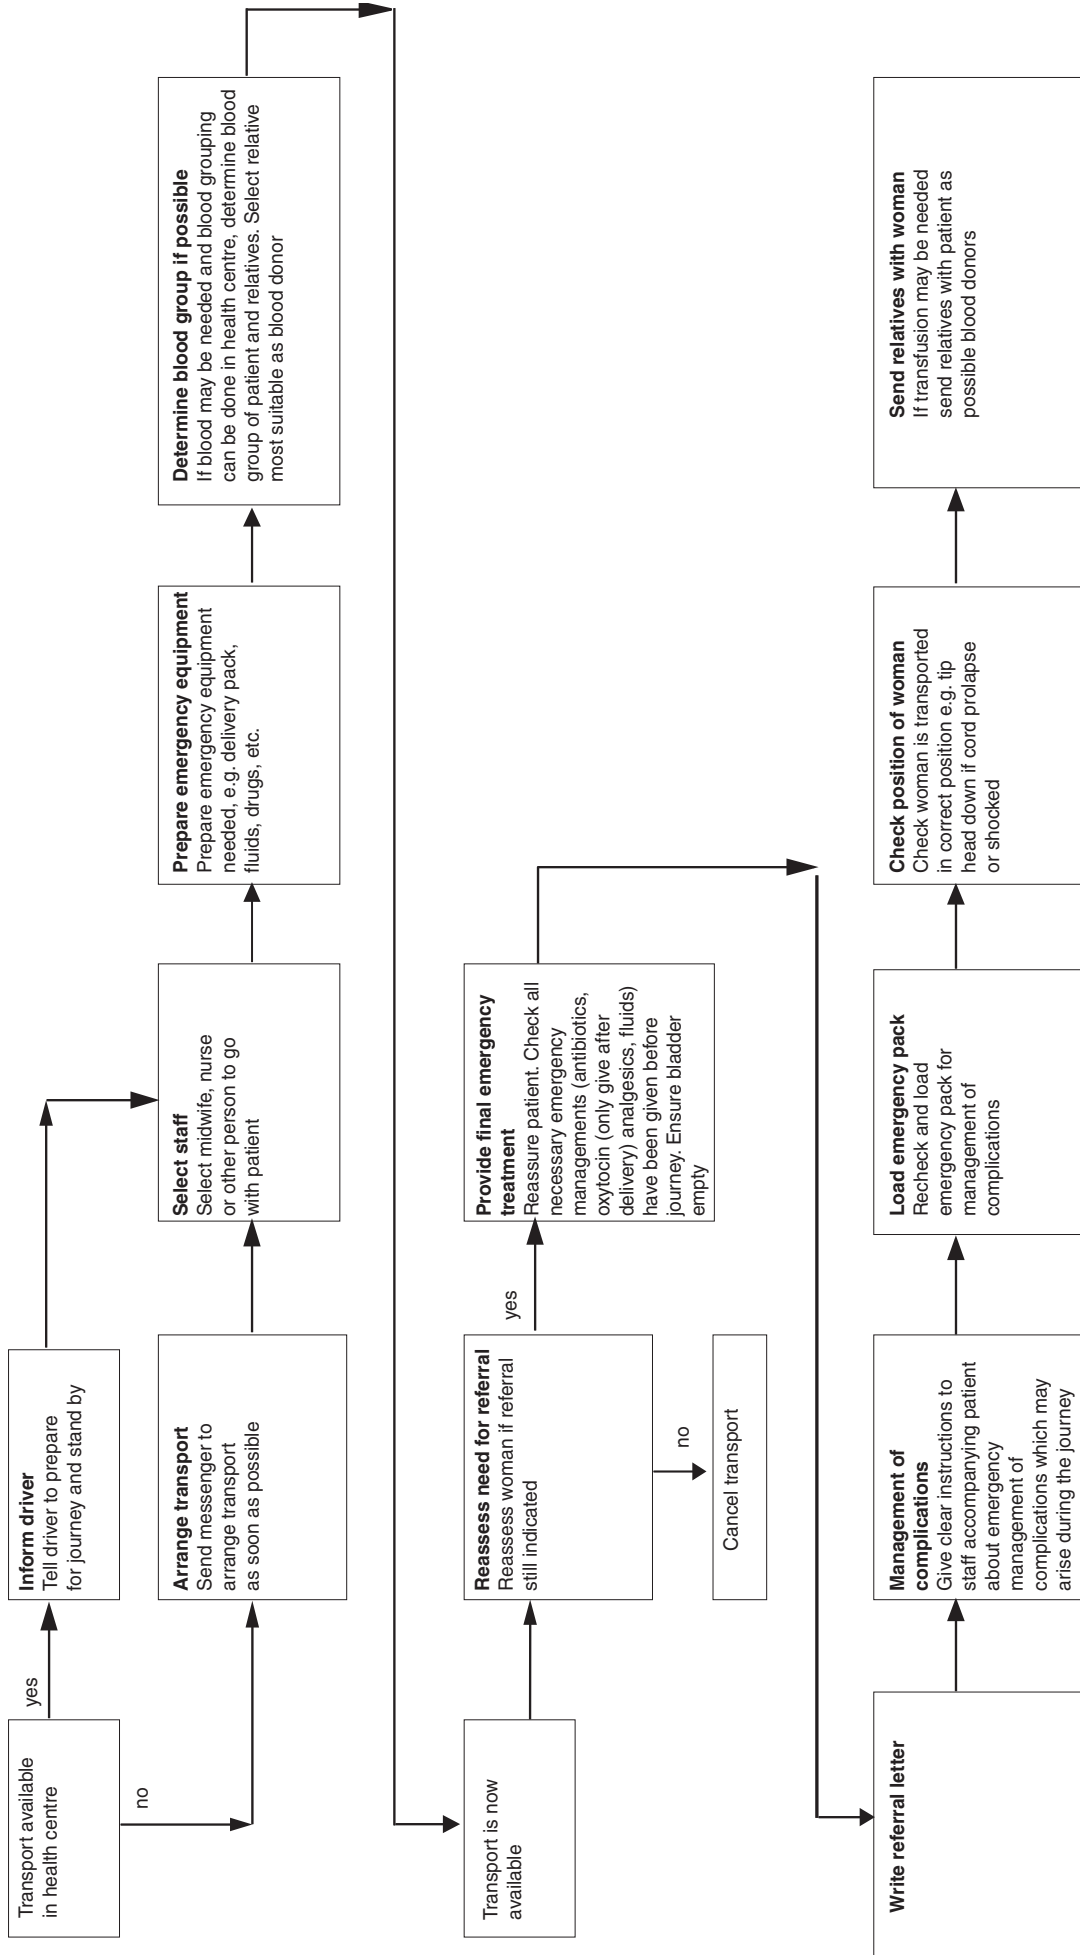 Transport available
in health centre
yes
no
Inform driver
Tell driver to prepare
for journey and stand by
Arrange transport
Send messenger to
arrange transport
as soon as possible
Select staff
Select midwife, nurse
or other person to go
with patient
Prepare emergency equipment
Prepare emergency equipment
needed, e.g. delivery pack,
fluids, drugs, etc.
Determine blood group if possible
If blood may be needed and blood grouping
can be done in health centre, determine blood
group of patient and relatives. Select relative
most suitable as blood donor
Transport is now
available
Reassess need for referral
Reassess woman if referral
still indicated
yes
no
Cancel transport
Provide final emergency
treatment
Reassure patient. Check all
necessary emergency
managements (antibiotics,
oxytocin (only give after
delivery) analgesics, fluids)
have been given before
journey. Ensure bladder
empty
Write referral letter
Management of
complications
Give clear instructions to
staff accompanying patient
about emergency
management of
complications which may
arise during the journey
Load emergency pack
Recheck and load
emergency pack for
management of
complications
Check position of woman
Check woman is transported
in correct position e.g. tip
head down if cord prolapse
or shocked
Send relatives with woman
If transfusion may be needed
send relatives with patient as
possible blood donors